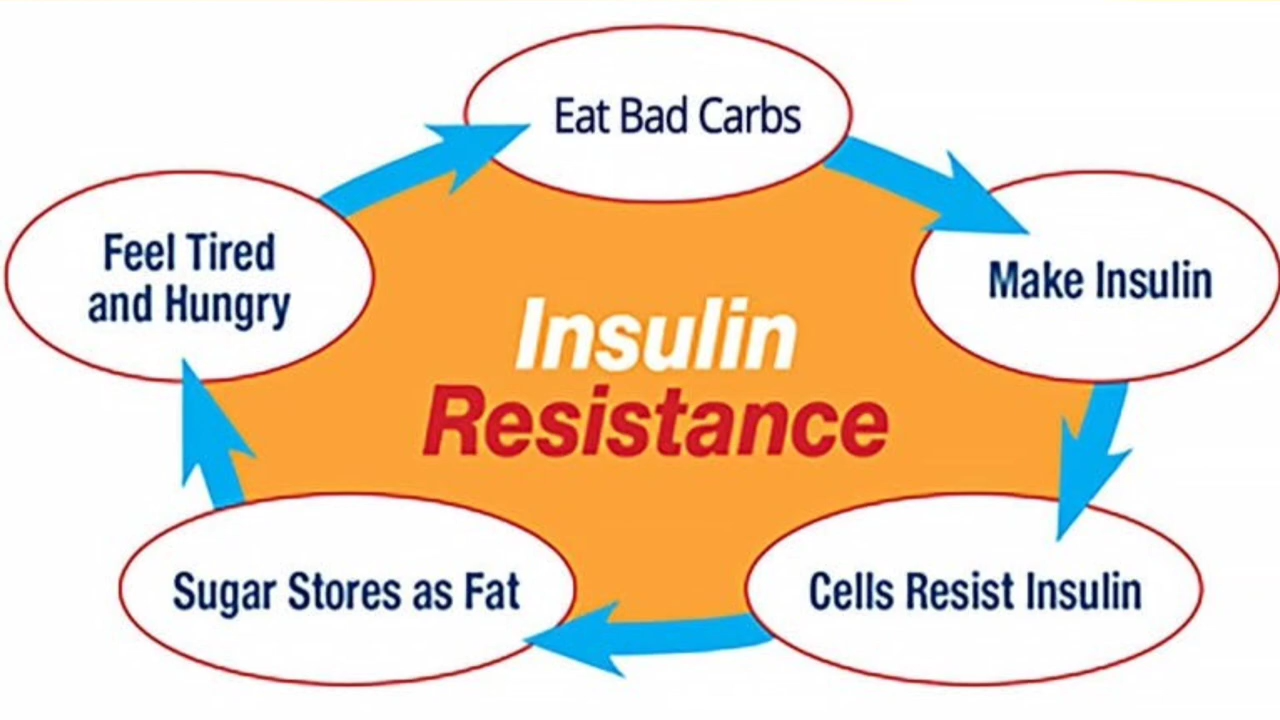 Eat Bad Carbs
Make Insulin
Cells Resist Insulin
Sugar Stores as Fat
Feel Tired
and Hungry
Insulin
Resistance